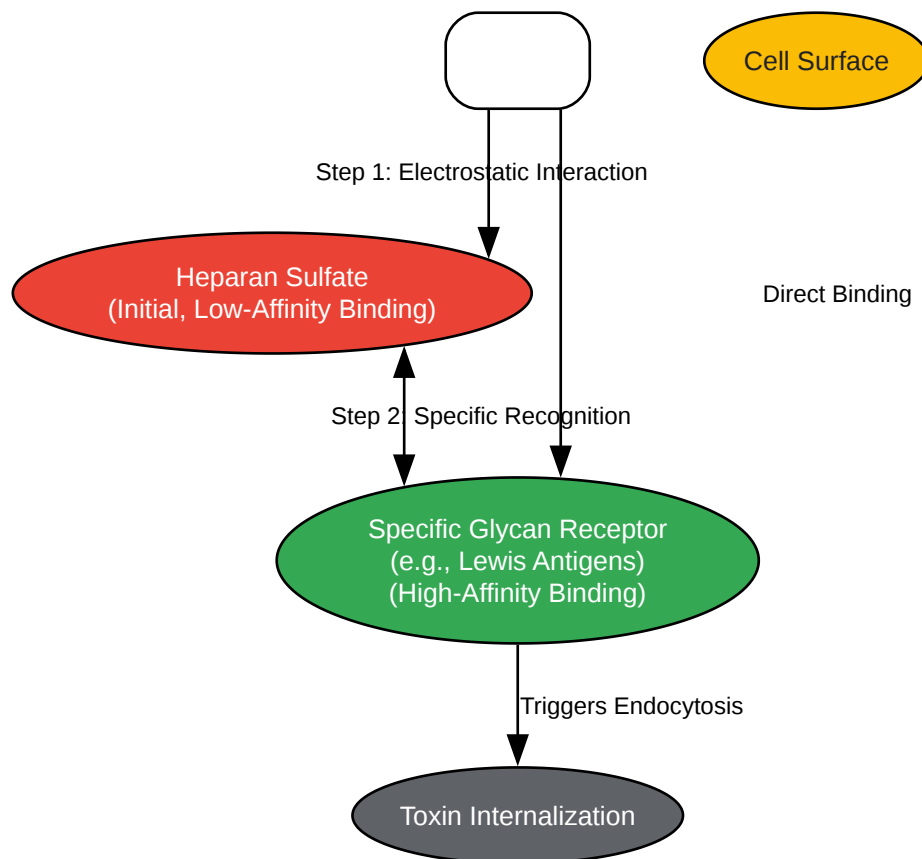 Cell Surface
Step 1: Electrostatic Interaction
Heparan Sulfate
(Initial, Low-Affinity Binding)
Direct Binding
Step 2: Specific Recognition
Specific Glycan Receptor
(e.g., Lewis Antigens)
(High-Affinity Binding)
Triggers Endocytosis
Toxin Internalization